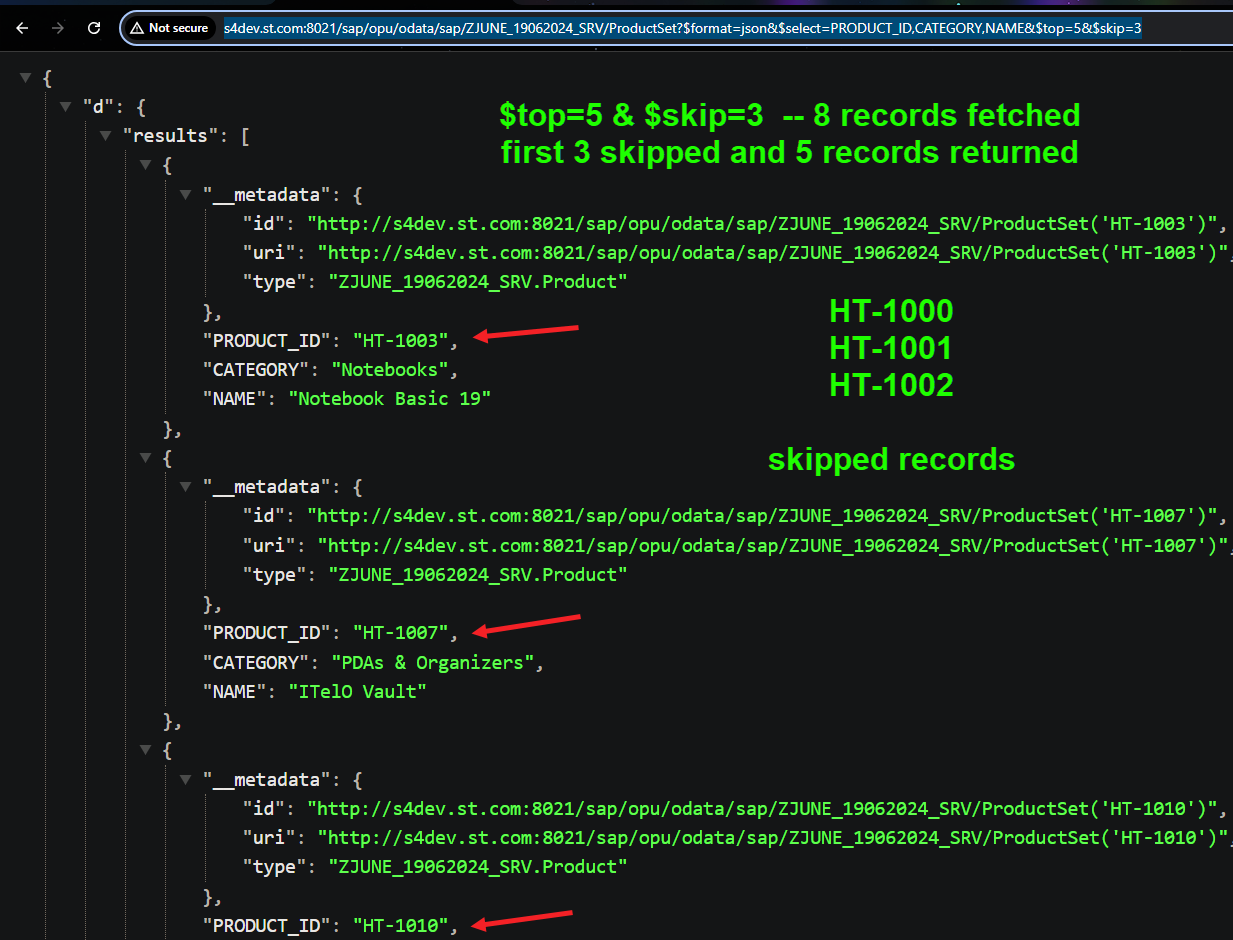 Not secure s4dev.st.com:8021/sap/opu/odata/sap/ZJUNE_19062024_SRV/ProductSet?$format=json&$select=PRODUCT_ID,CATEGORY,NAME&$top=5&$skip=3
{
"d": {
"results": [
$top=5 & $skip=3 -- 8 records fetched
first 3 skipped and 5 records returned
{
"__metadata": {
"id": "http://s4dev.st.com:8021/sap/opu/odata/sap/ZJUNE_19062024_SRV/ProductSet('HT-1003')",
"uri": "http://s4dev.st.com:8021/sap/opu/odata/sap/ZJUNE_19062024_SRV/ProductSet('HT-1003')",
"type": "ZJUNE_19062024_SRV.Product"
},
"PRODUCT_ID": "HT-1003",
"CATEGORY": "Notebooks",
"NAME": "Notebook Basic 19"
},
HT-1000
HT-1001
HT-1002
skipped records
{
"__metadata": {
"id": "http://s4dev.st.com:8021/sap/opu/odata/sap/ZJUNE_19062024_SRV/ProductSet('HT-1007')",
"uri": "http://s4dev.st.com:8021/sap/opu/odata/sap/ZJUNE_19062024_SRV/ProductSet('HT-1007')",
"type": "ZJUNE_19062024_SRV.Product"
},
"PRODUCT_ID": "HT-1007",
"CATEGORY": "PDAs & Organizers",
"NAME": "ITelO Vault"
},
{
"__metadata": {
"id": "http://s4dev.st.com:8021/sap/opu/odata/sap/ZJUNE_19062024_SRV/ProductSet('HT-1010')",
"uri": "http://s4dev.st.com:8021/sap/opu/odata/sap/ZJUNE_19062024_SRV/ProductSet('HT-1010')",
"type": "ZJUNE_19062024_SRV.Product"
},
"PRODUCT_ID": "HT-1010",